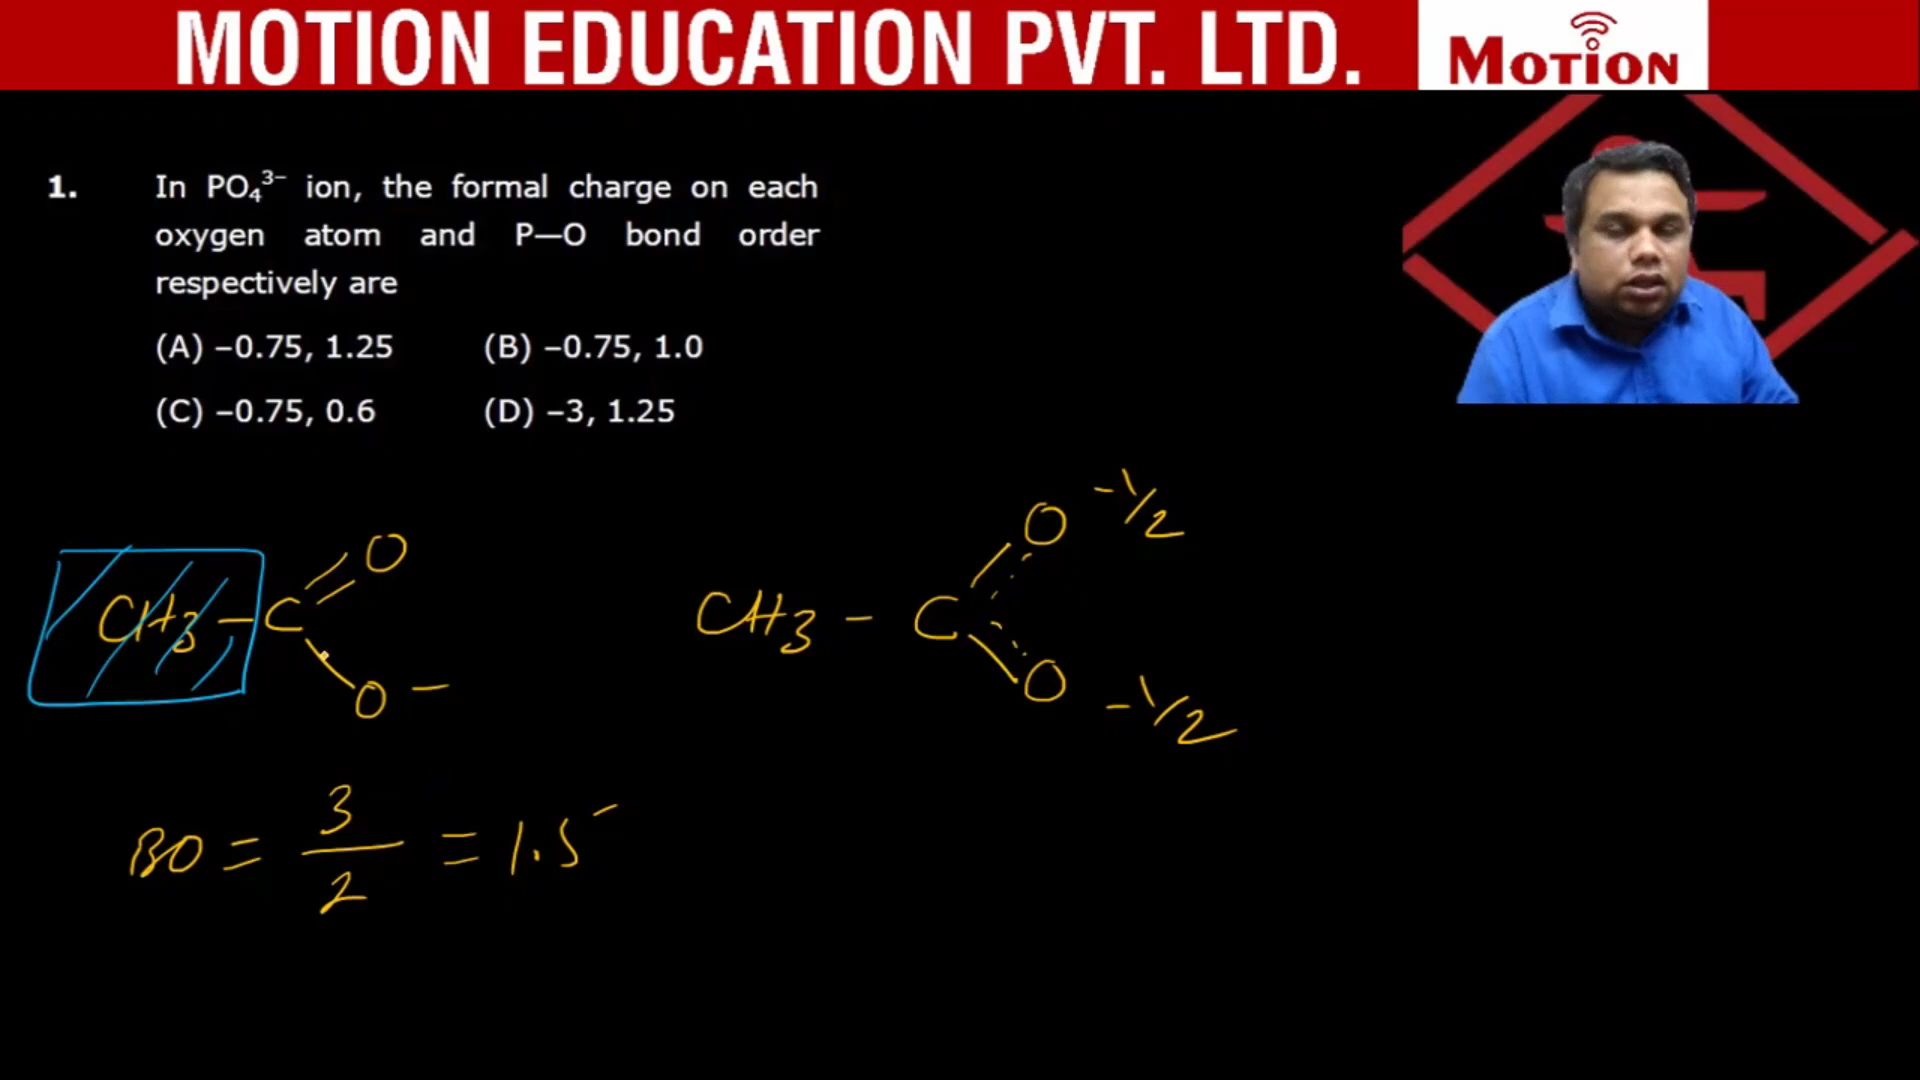 MOTION EDUCATION PVT. LTD.
MOTION
1. In PO₄³⁻ ion, the formal charge on each
oxygen atom and P—O bond order
respectively are
(A) –0.75, 1.25 (B) –0.75, 1.0
(C) –0.75, 0.6 (D) –3, 1.25
O
CH3 – C
O –
O -1/2
CH3 – C
O -1/2
BO = 3/2 = 1.5